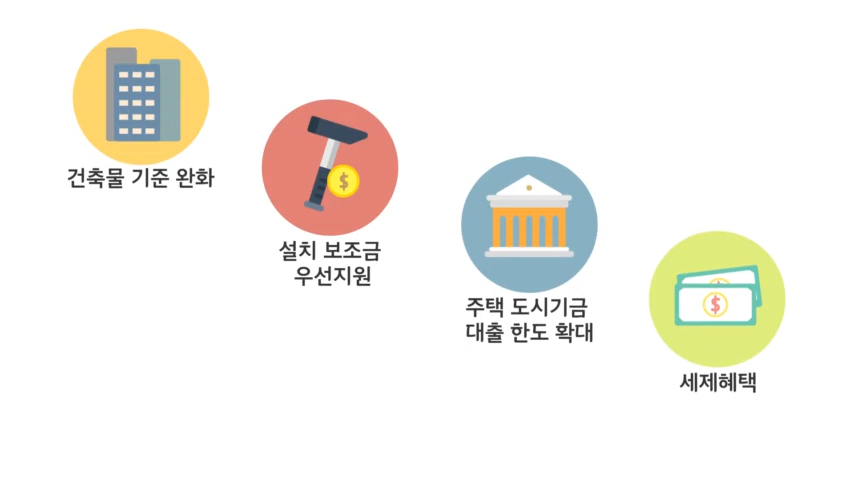 건축물 기준 완화
설치 보조금
우선지원
주택 도시기금
대출 한도 확대
세제혜택